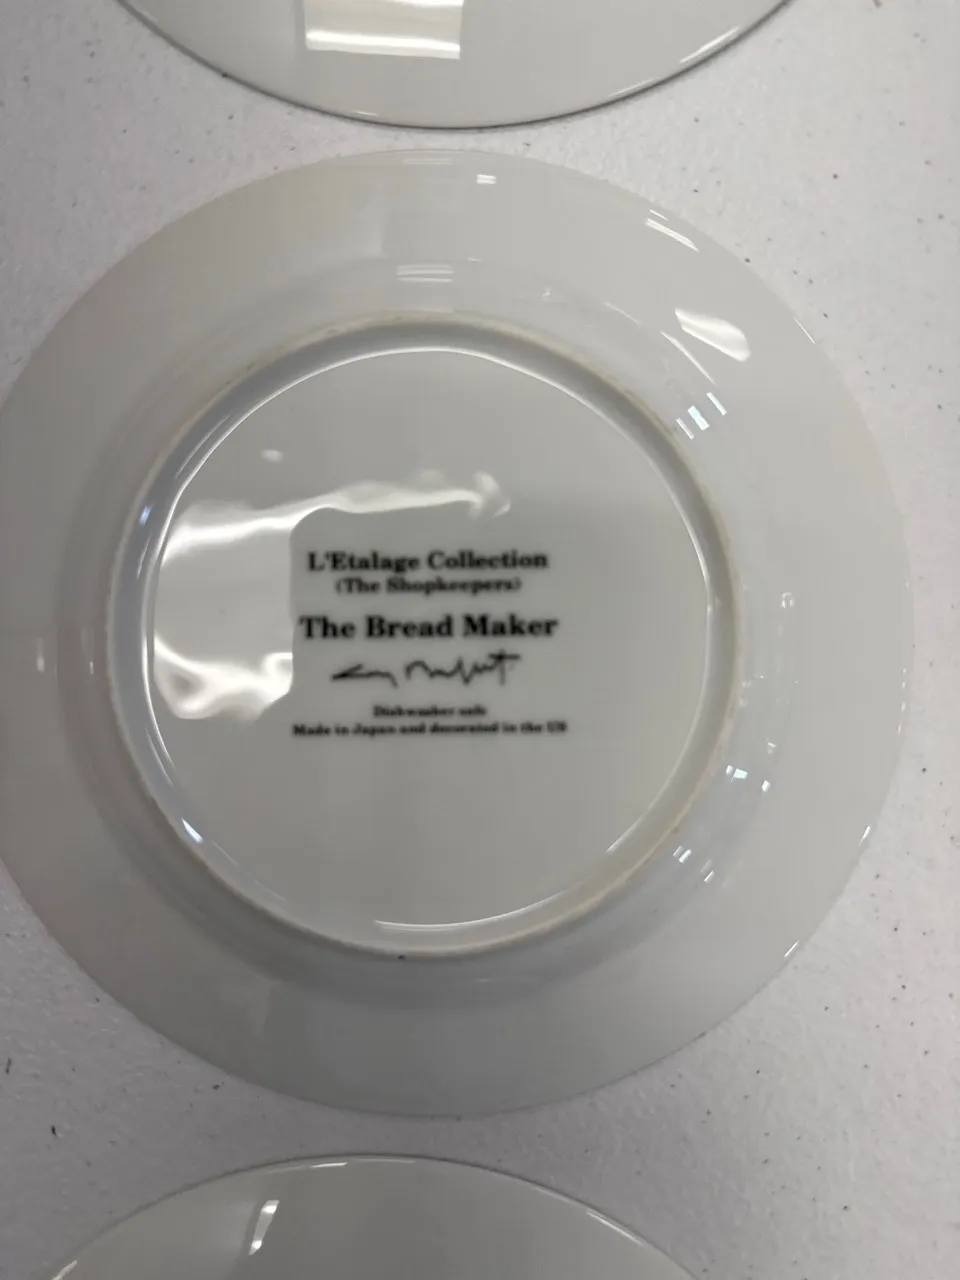 L'Etalage Collection
(The Shopkeepers)
The Bread Maker
Dishwasher safe
Made in Japan and decorated in the US